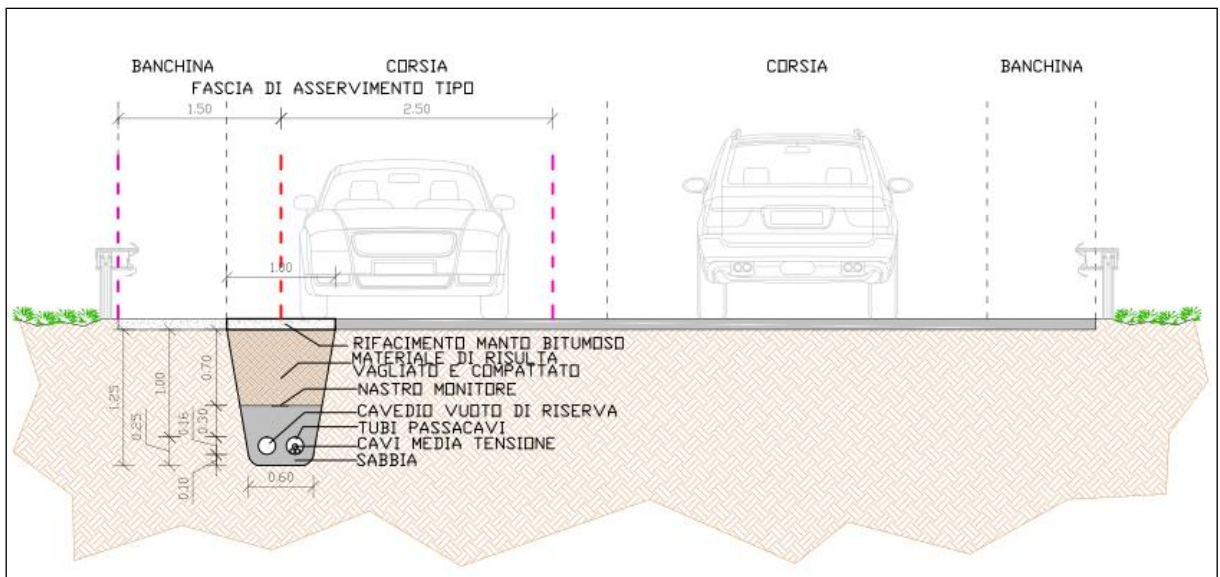 BANCHINA
CORSIA
CORSIA
BANCHINA
FASCIA DI ASSERVIMENTO TIPO
1.50
2.50
1.00
RIFACIMENTO MANTO BITUMOSO
MATERIALE DI RISULTA
VAGLIATO E COMPATTATO
NASTRO MONITORE
CAVEDIO VUOTO DI RISERVA
TUBI PASSACAVI
CAVI MEDIA TENSIONE
SABBIA
1.25
0.25
1.00
0.16
0.70
0.30
0.10
0.60